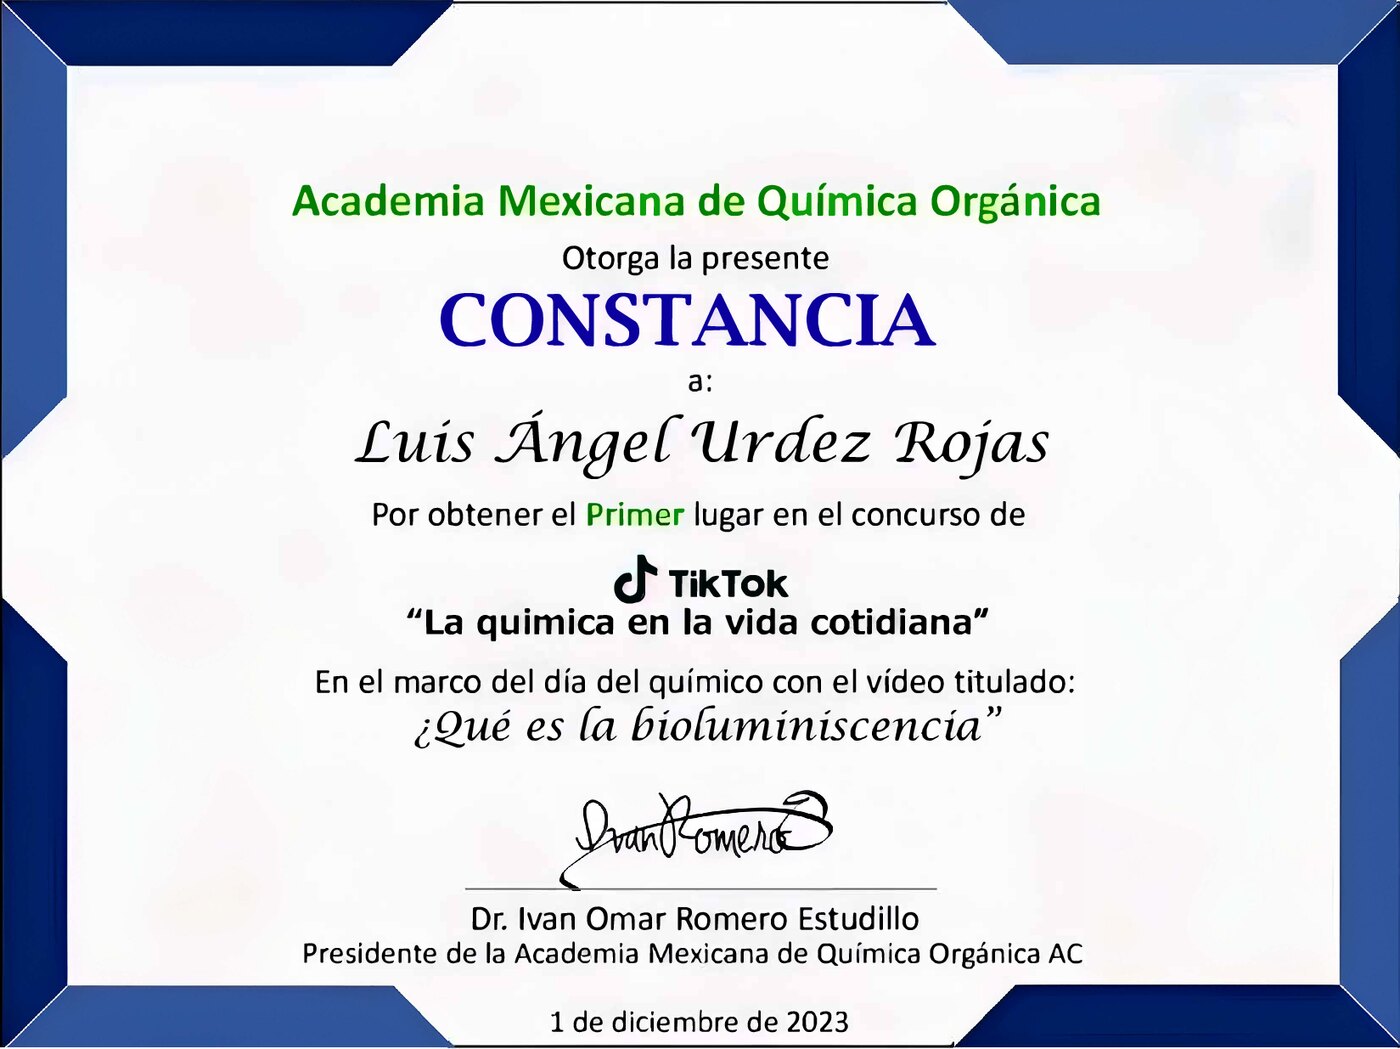 Academia Mexicana de Química Orgánica
Otorga la presente
CONSTANCIA
a:
Luis Ángel Urdez Rojas
Por obtener el Primer lugar en el concurso de
TikTok
“La quimica en la vida cotidiana”
En el marco del día del químico con el vídeo titulado:
¿Qué es la bioluminiscencia”
Ivan Romero
Dr. Ivan Omar Romero Estudillo
Presidente de la Academia Mexicana de Química Orgánica AC
1 de diciembre de 2023